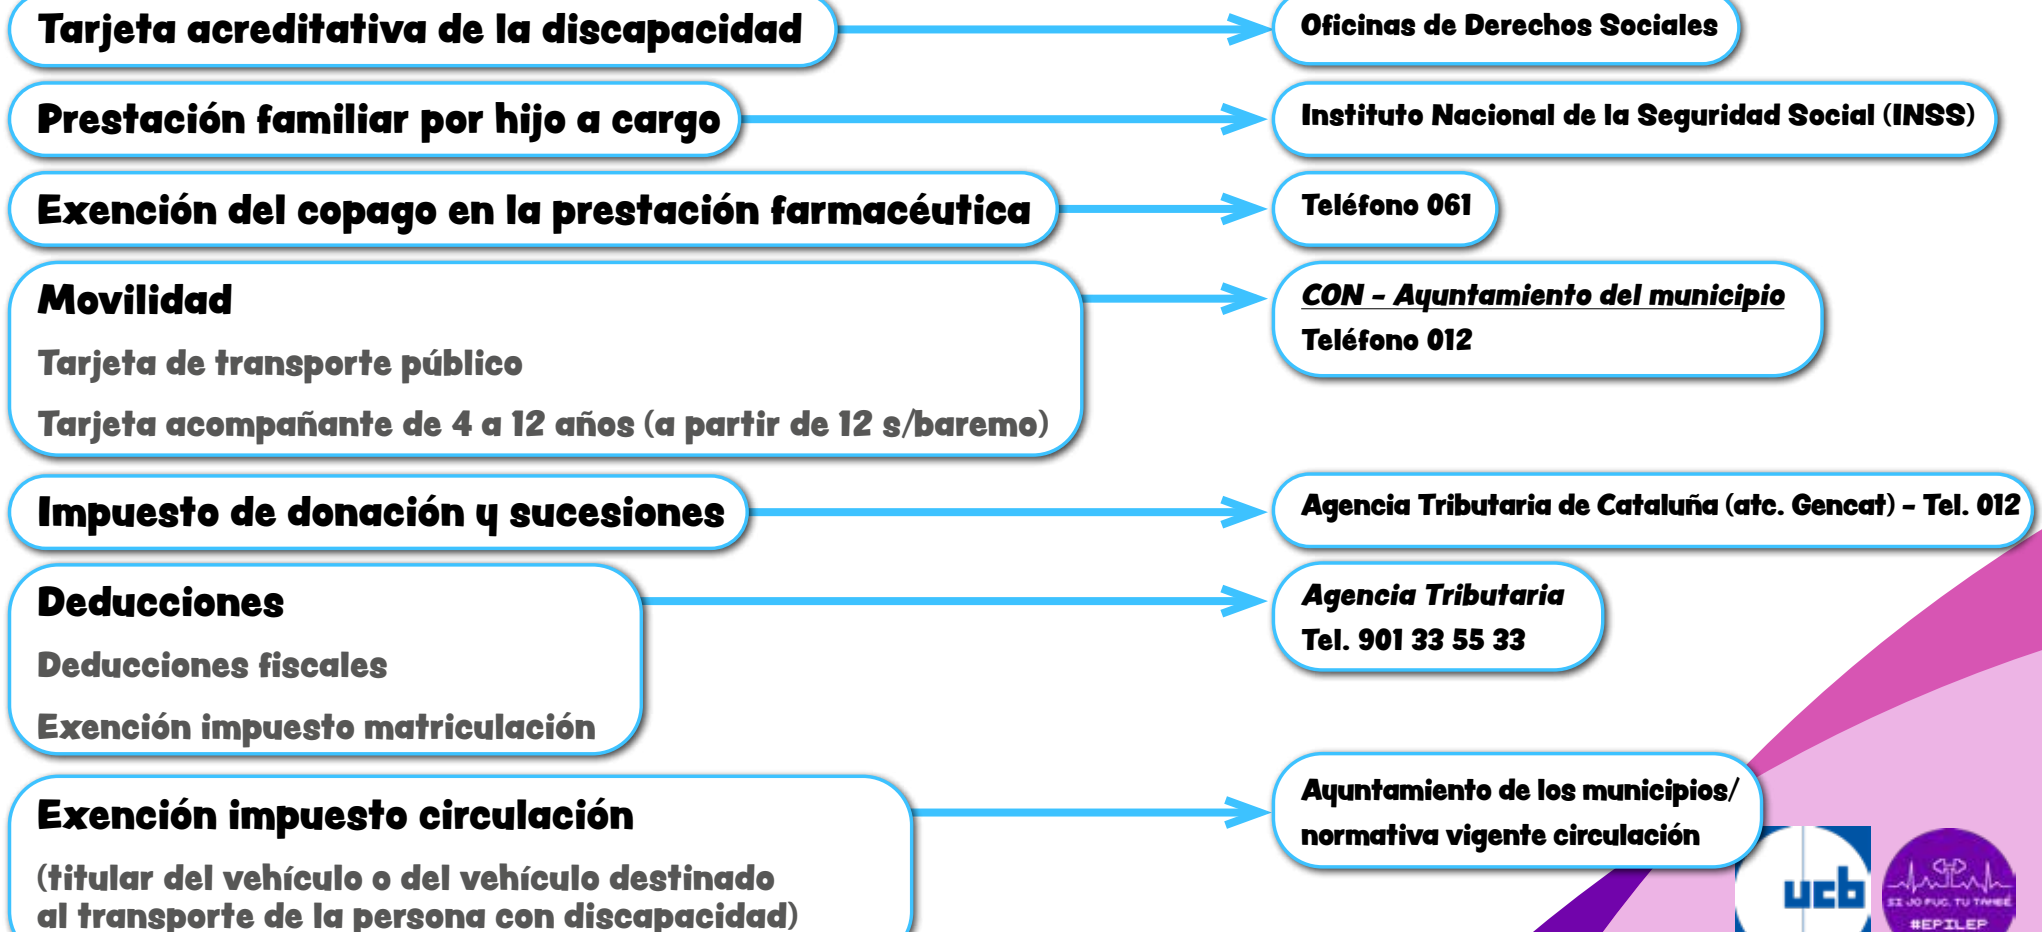 Tarjeta acreditativa de la discapacidad
Oficinas de Derechos Sociales
Prestación familiar por hijo a cargo
Instituto Nacional de la Seguridad Social (INSS)
Exención del copago en la prestación farmacéutica
Teléfono 061
Movilidad
Tarjeta de transporte público
Tarjeta acompañante de 4 a 12 años (a partir de 12 s/baremo)
CON - Ayuntamiento del municipio
Teléfono 012
Impuesto de donación y sucesiones
Agencia Tributaria de Cataluña (atc. Gencat) - Tel. 012
Deducciones
Deducciones fiscales
Exención impuesto matriculación
Agencia Tributaria
Tel. 901 33 55 33
Exención impuesto circulación
(titular del vehículo o del vehículo destinado
al transporte de la persona con discapacidad)
Ayuntamiento de los municipios/
normativa vigente circulación
ucb
SI JO PUC, TU TAMBÉ
#EPILEP